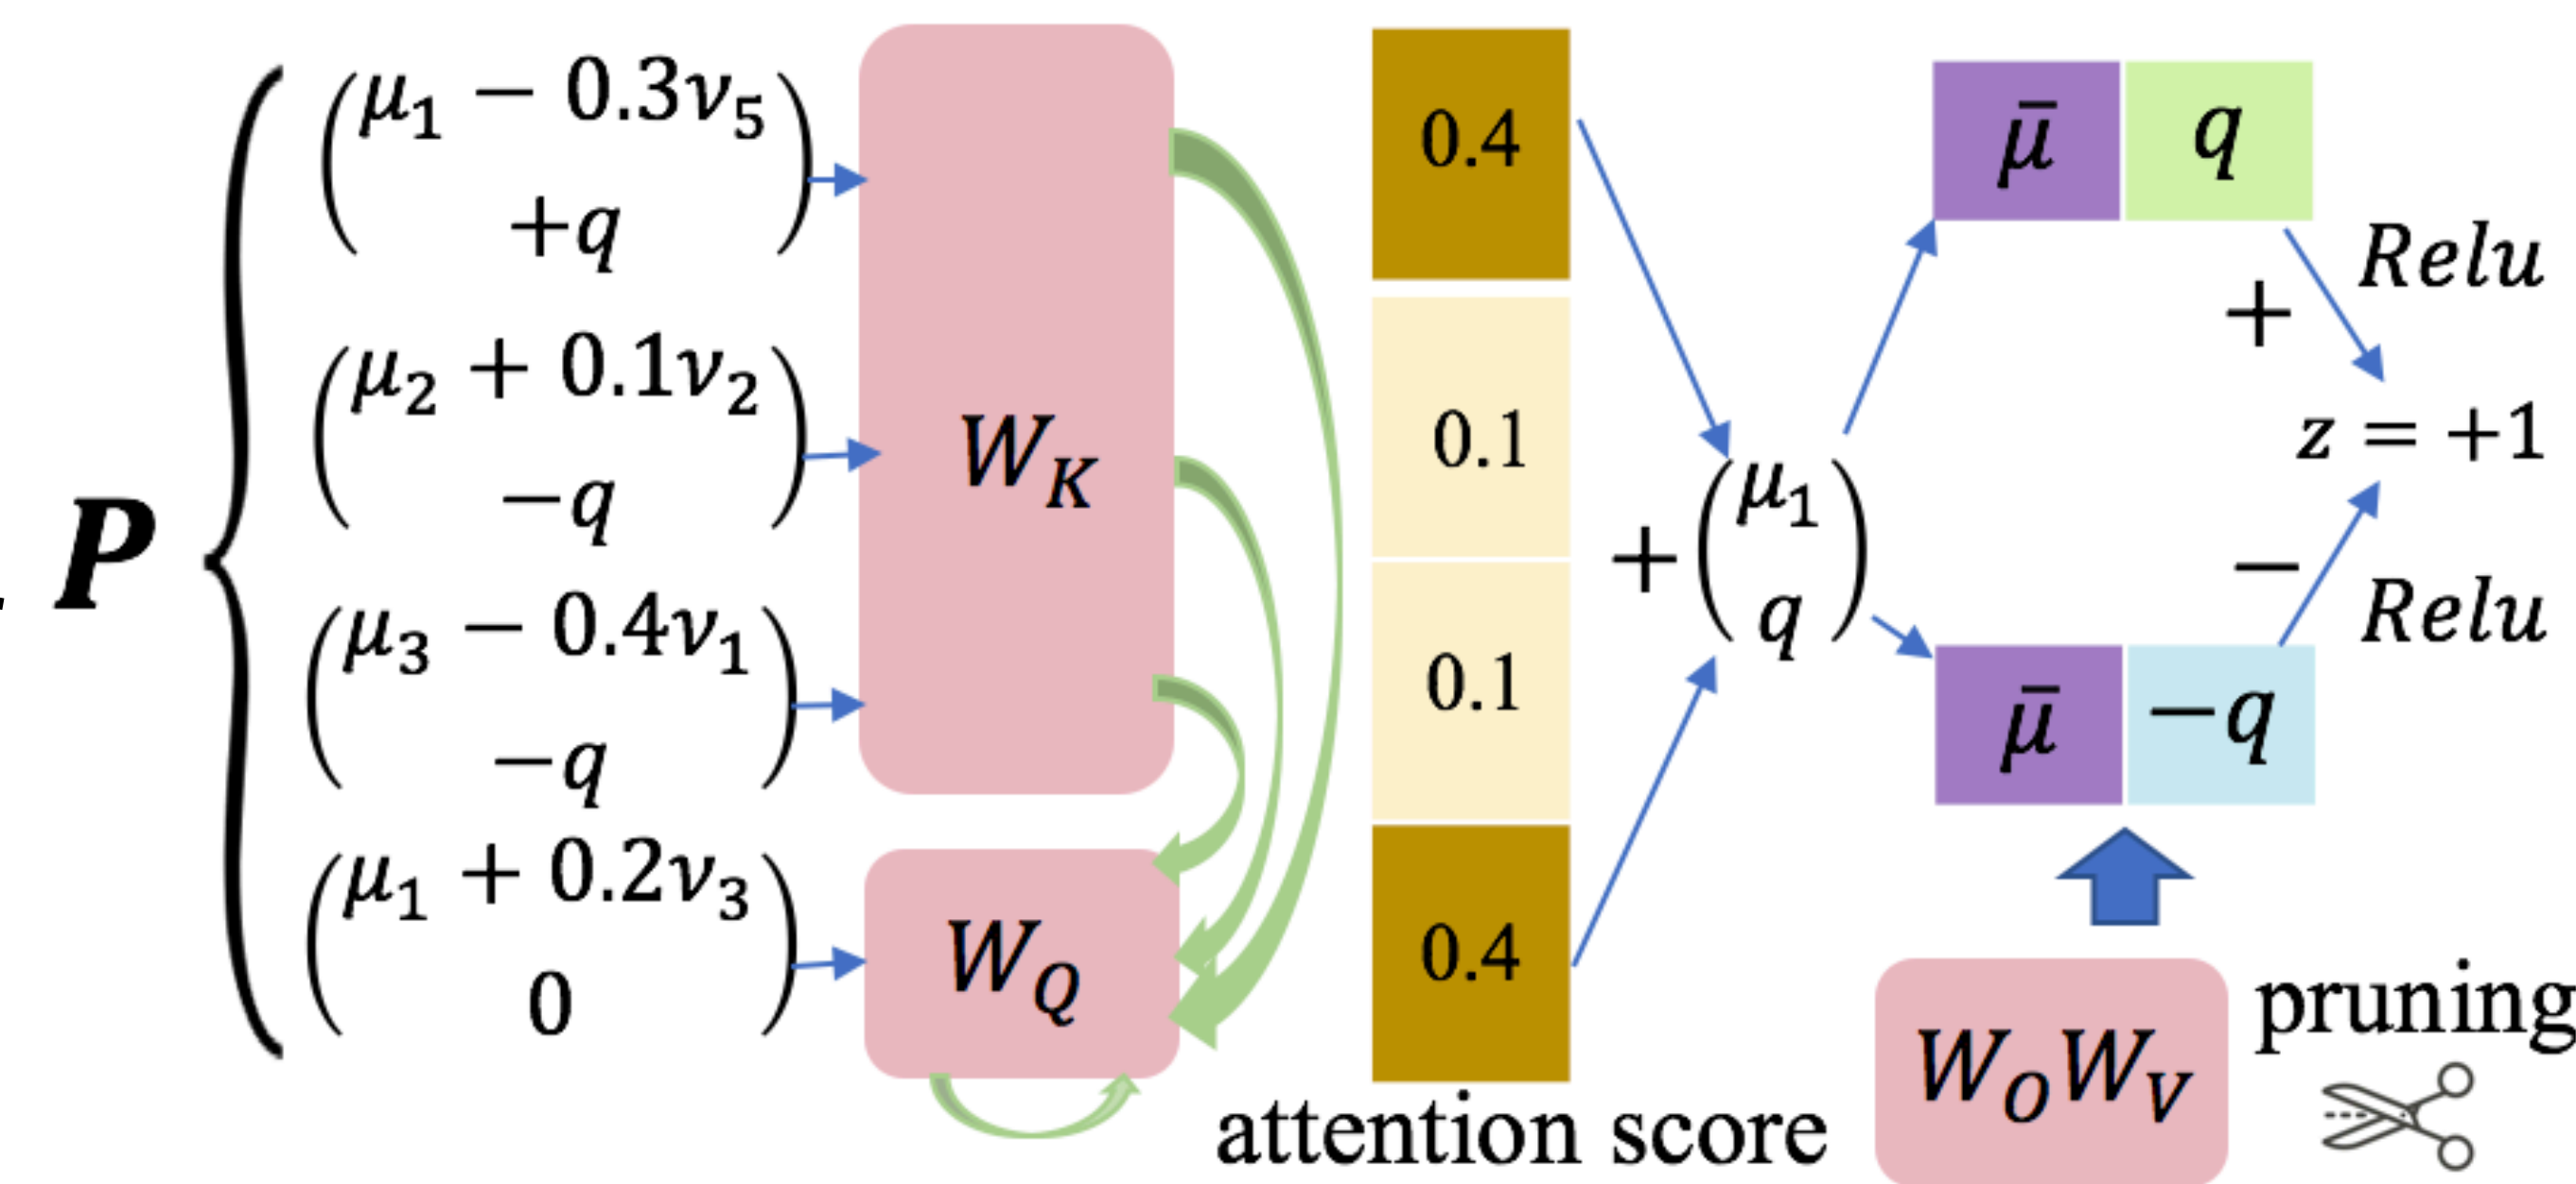 P
μ₁ − 0.3ν₅
+q
μ₂ + 0.1ν₂
−q
μ₃ − 0.4ν₁
−q
μ₁ + 0.2ν₃
0
W_K
W_Q
0.4
0.1
0.1
0.4
attention score
+
μ₁
q
μ̄ q
Relu
+
z = +1
−
Relu
μ̄ −q
W_O W_V
pruning